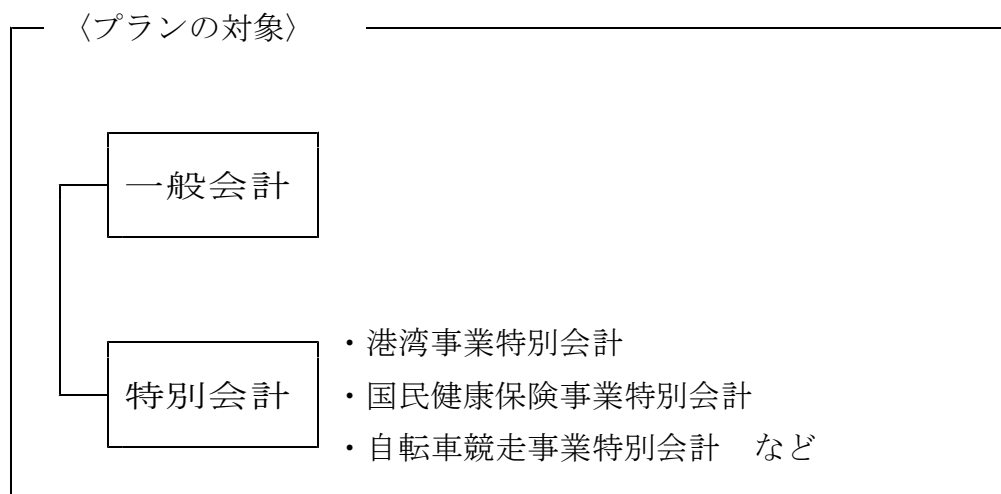 〈プランの対象〉
一般会計
・港湾事業特別会計
特別会計
・国民健康保険事業特別会計
・自転車競走事業特別会計　など